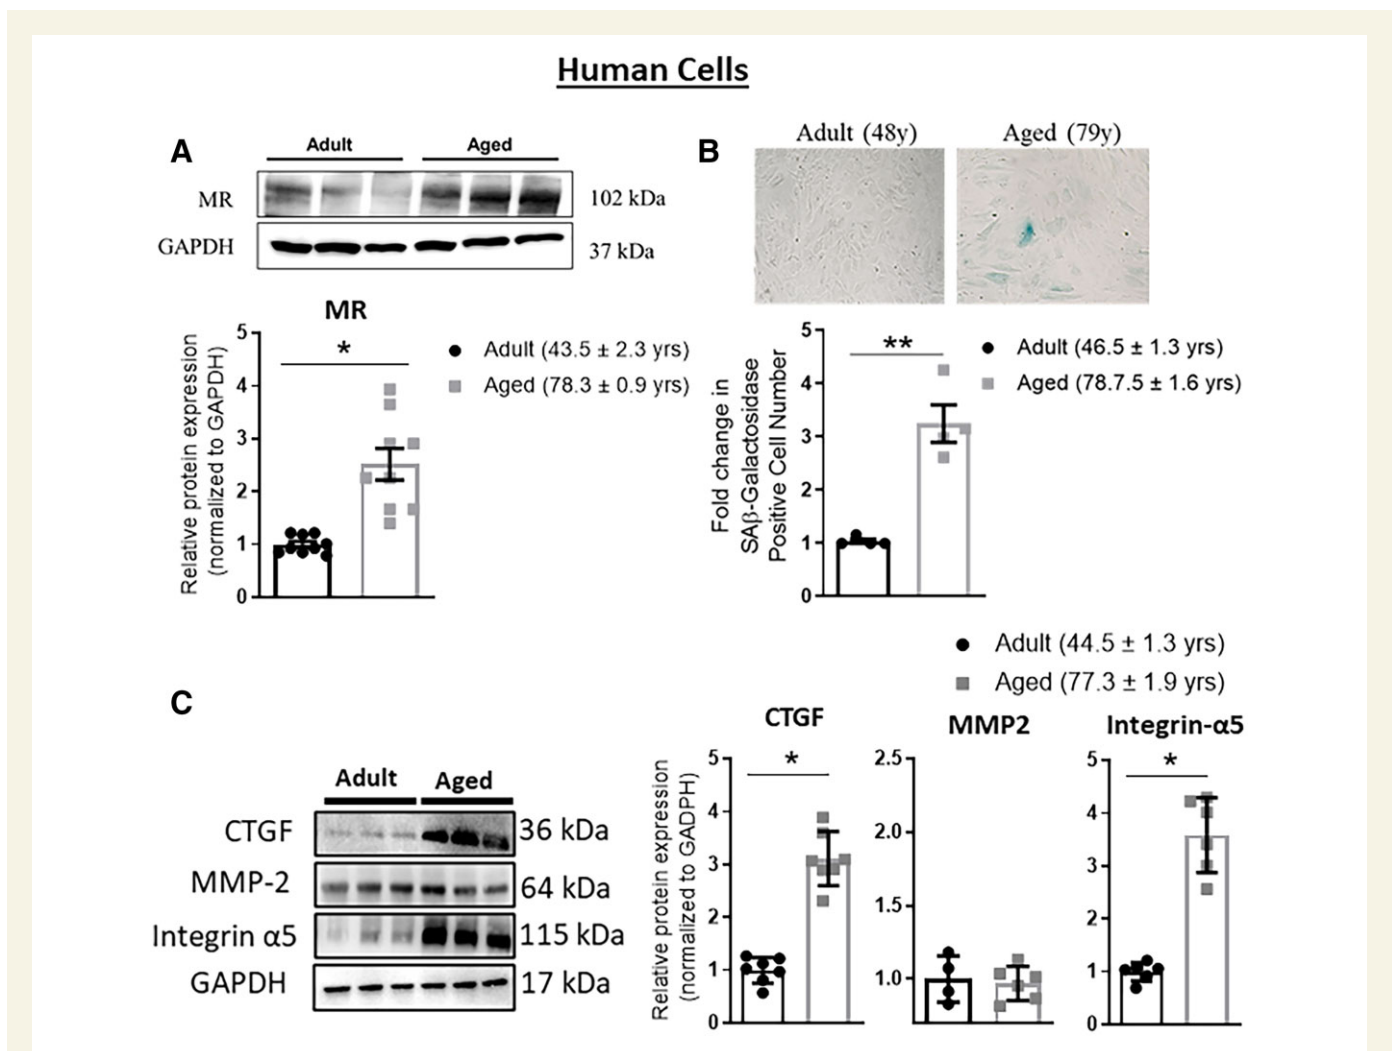 Human Cells
A
Adult Aged
MR 102 kDa
GAPDH 37 kDa
MR
*
5
4
3
2
1
0
Relative protein expression
(normalized to GAPDH)
Adult (43.5 ± 2.3 yrs)
Aged (78.3 ± 0.9 yrs)
B
Adult (48y) Aged (79y)
**
5
4
3
2
1
0
Fold change in
SAβ-Galactosidase
Positive Cell Number
Adult (46.5 ± 1.3 yrs)
Aged (78.7.5 ± 1.6 yrs)
C
Adult Aged
CTGF 36 kDa
MMP-2 64 kDa
Integrin α5 115 kDa
GAPDH 17 kDa
Adult (44.5 ± 1.3 yrs)
Aged (77.3 ± 1.9 yrs)
CTGF
*
5
4
3
2
1
0
Relative protein expression
(normalized to GADPH)
MMP2
2.5
2.0
1.5
1.0
Integrin-α5
*
5
4
3
2
1
0